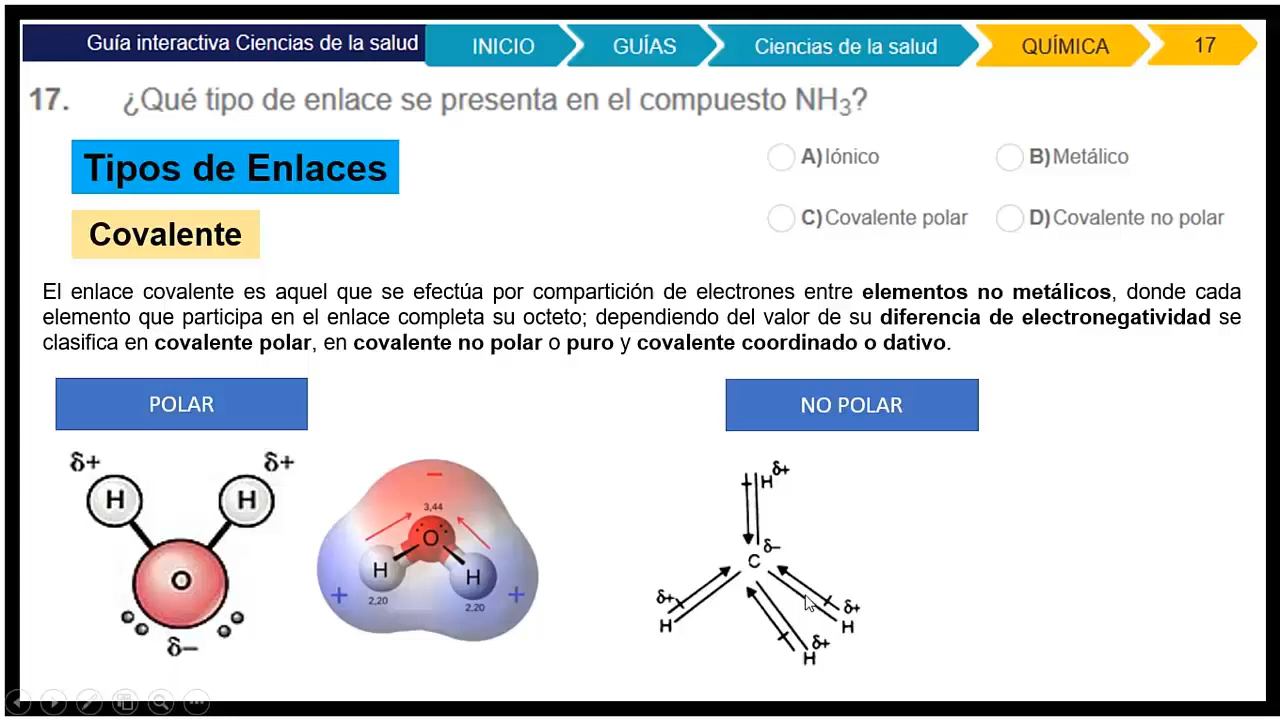 Guía interactiva Ciencias de la salud INICIO GUÍAS Ciencias de la salud QUÍMICA 17
17. ¿Qué tipo de enlace se presenta en el compuesto NH₃?
Tipos de Enlaces
A) Iónico B) Metálico
C) Covalente polar D) Covalente no polar
Covalente
El enlace covalente es aquel que se efectúa por compartición de electrones entre elementos no metálicos, donde cada
elemento que participa en el enlace completa su octeto; dependiendo del valor de su diferencia de electronegatividad se
clasifica en covalente polar, en covalente no polar o puro y covalente coordinado o dativo.
POLAR
δ+ δ+
H H
O
δ−
−
3,44
O
H H
+ +
2,20 2,20
NO POLAR
H δ+
δ−
C
δ+ δ+
H H
δ+
H